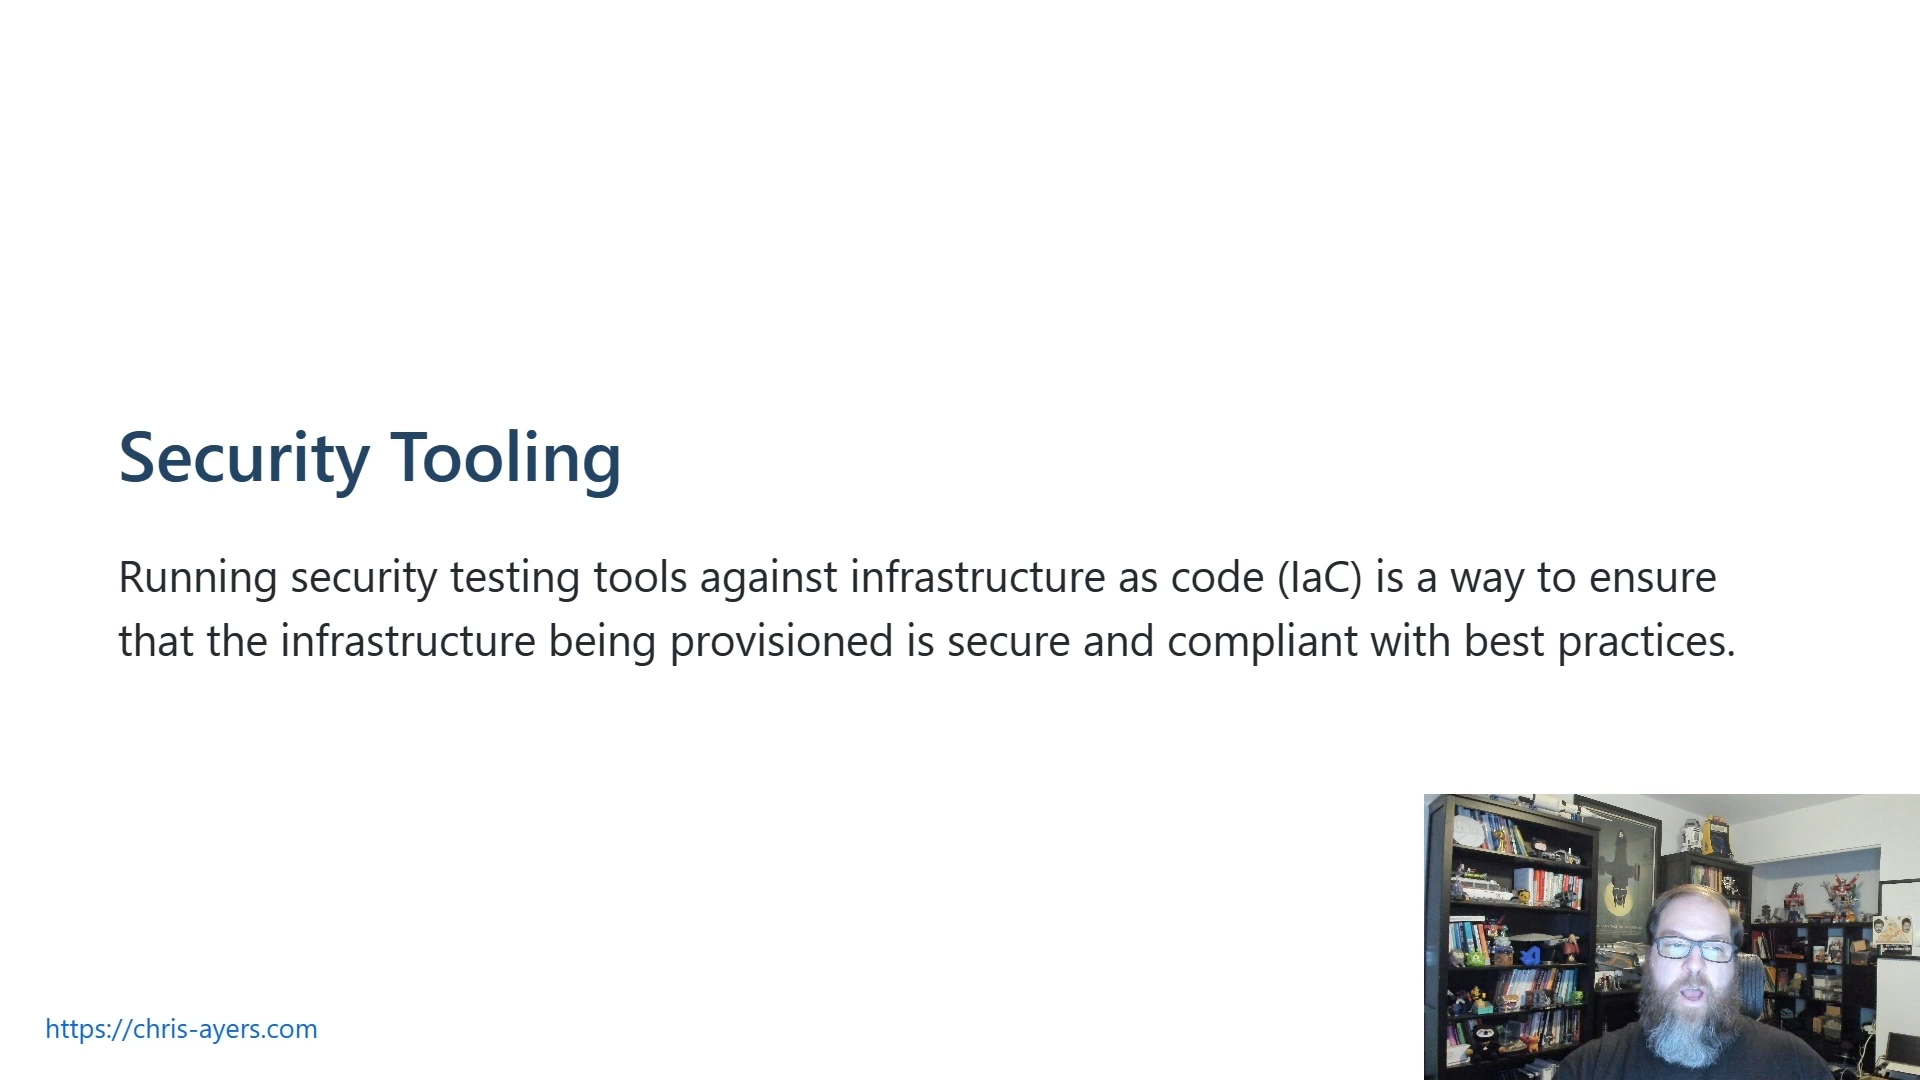 Security Tooling
Running security testing tools against infrastructure as code (IaC) is a way to ensure
that the infrastructure being provisioned is secure and compliant with best practices.
https://chris-ayers.com